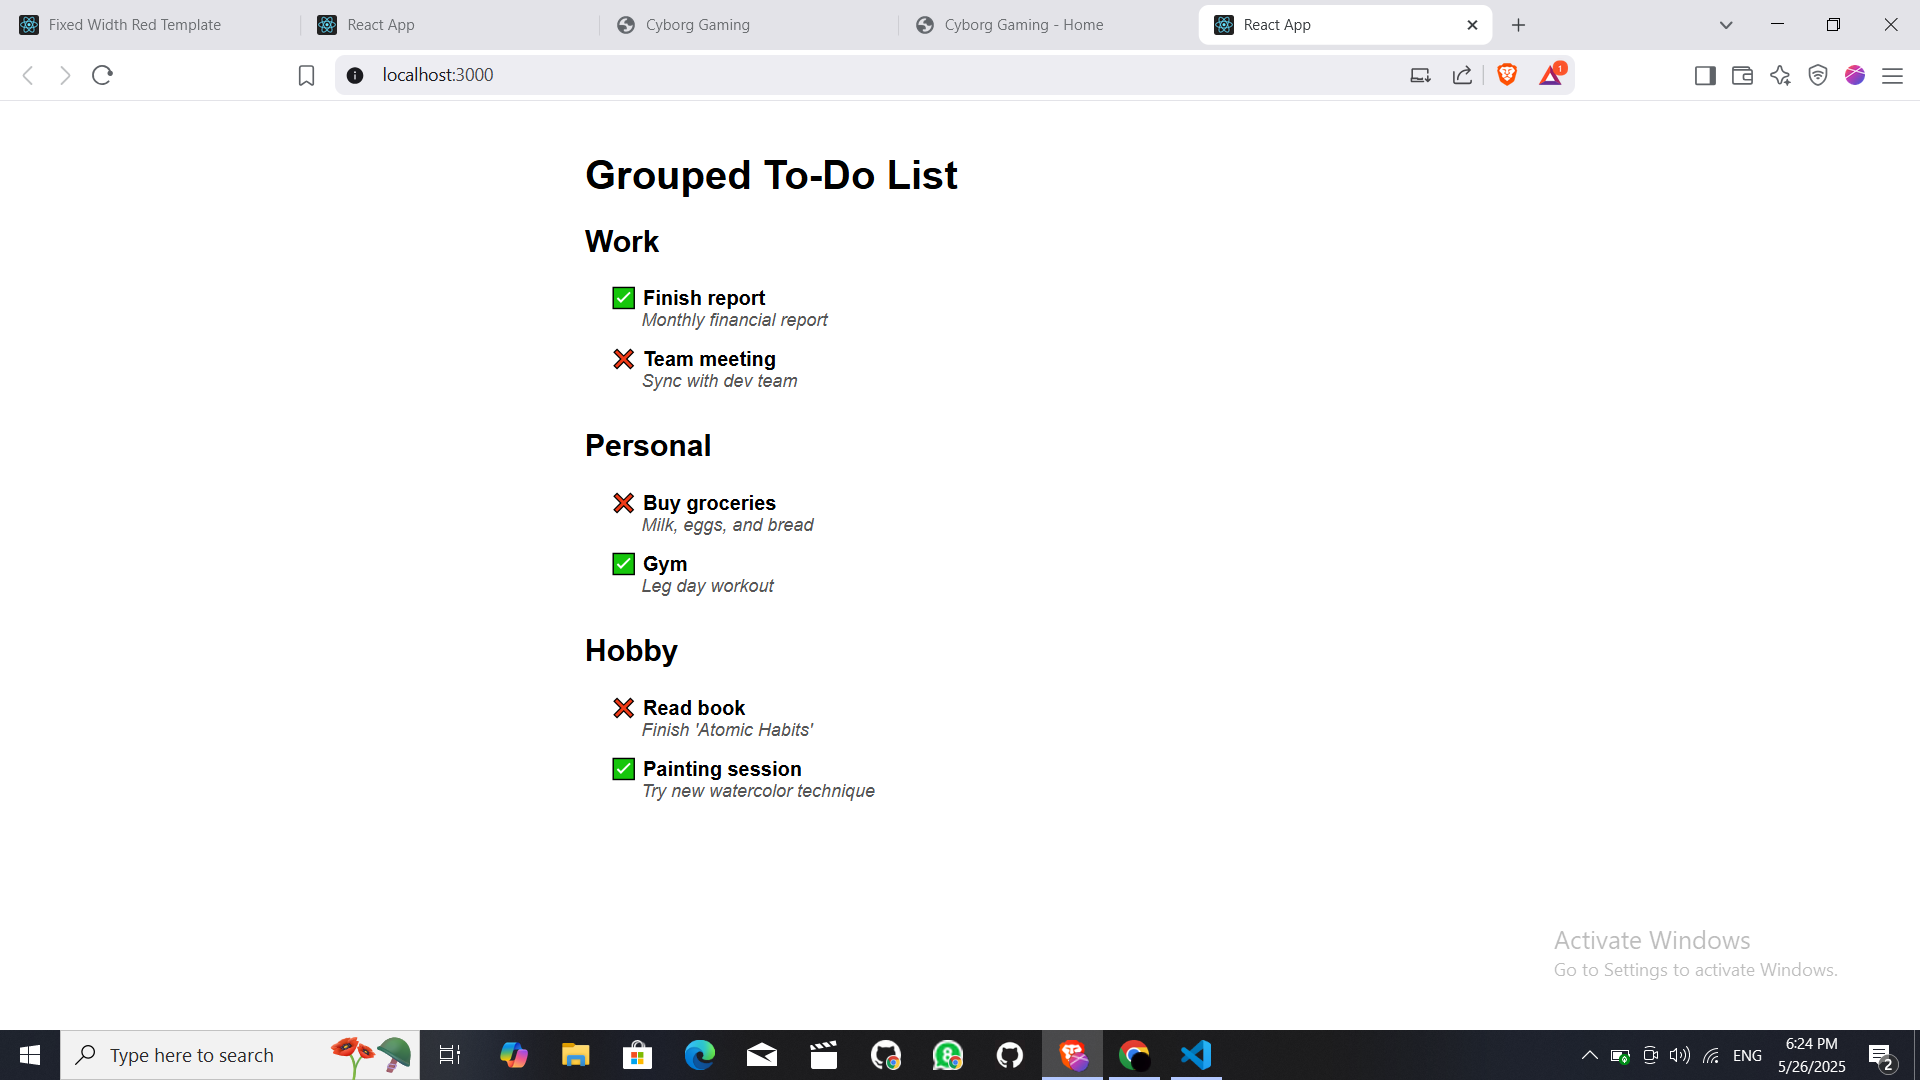 Fixed Width Red Template
React App
Cyborg Gaming
Cyborg Gaming - Home
React App
localhost:3000
1
Grouped To-Do List
Work
✅ Finish report
Monthly financial report
❌ Team meeting
Sync with dev team
Personal
❌ Buy groceries
Milk, eggs, and bread
✅ Gym
Leg day workout
Hobby
❌ Read book
Finish 'Atomic Habits'
✅ Painting session
Try new watercolor technique
Activate Windows
Go to Settings to activate Windows.
Type here to search
8
ENG
6:24 PM
5/26/2025
2